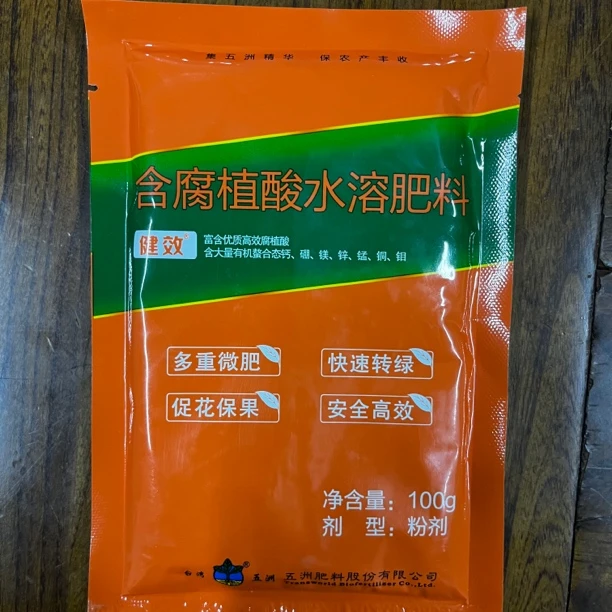 集五洲精华 保农产丰收
含腐植酸水溶肥料
健效
富含优质高效腐植酸
含大量有机螯合态钙、硼、镁、锌、锰、铜、钼
多重微肥 快速转绿
促花保果 安全高效
净含量：100g
剂 型：粉剂
五洲 五洲肥料股份有限公司
Co.,Ltd.